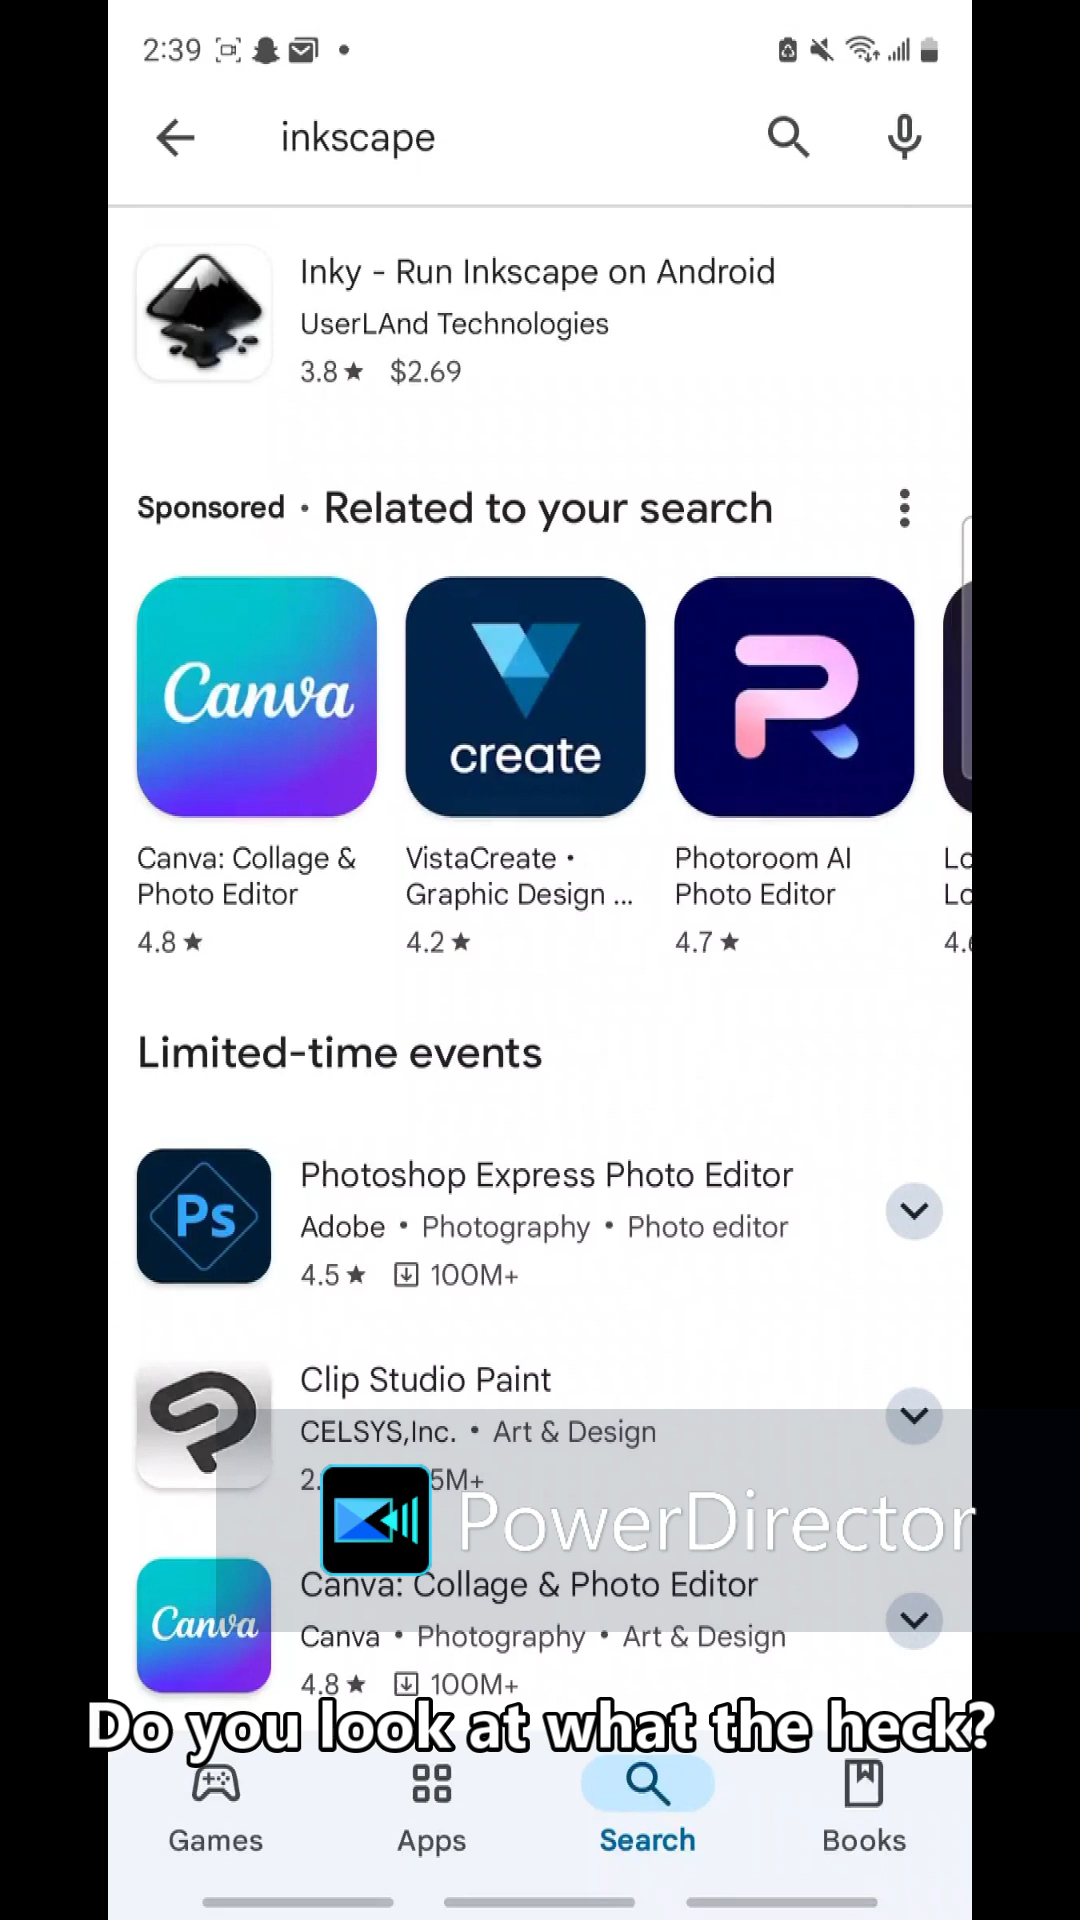 2:39
inkscape
Inky - Run Inkscape on Android
UserLAnd Technologies
3.8★ $2.69
Sponsored • Related to your search
Canva
create
Canva: Collage &
Photo Editor
4.8★
VistaCreate •
Graphic Design ...
4.2★
Photoroom AI
Photo Editor
4.7★
Limited-time events
Ps
Photoshop Express Photo Editor
Adobe • Photography • Photo editor
4.5★ 100M+
Clip Studio Paint
CELSYS,Inc. • Art & Design
5M+
PowerDirector
Canva
Canva: Collage & Photo Editor
Canva • Photography • Art & Design
4.8★ 100M+
Do you look at what the heck?
Games
Apps
Search
Books